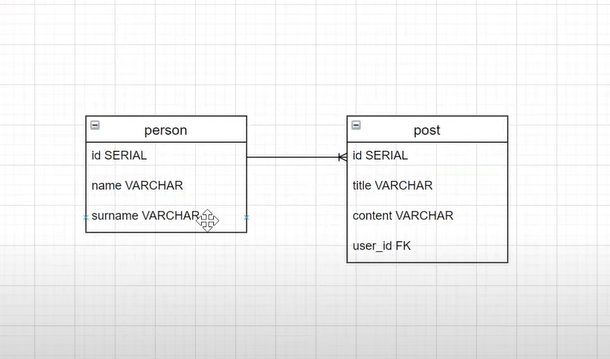 person
id SERIAL
name VARCHAR
surname VARCHAR
post
id SERIAL
title VARCHAR
content VARCHAR
user_id FK